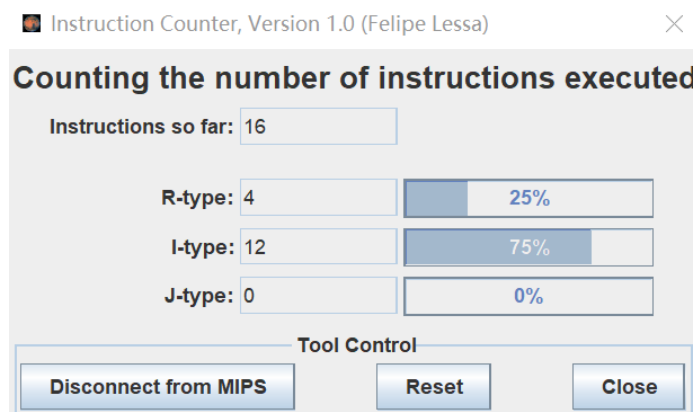 Instruction Counter, Version 1.0 (Felipe Lessa)
Counting the number of instructions executed
Instructions so far: 16
R-type: 4 25%
I-type: 12 75%
J-type: 0 0%
Tool Control
Disconnect from MIPS Reset Close